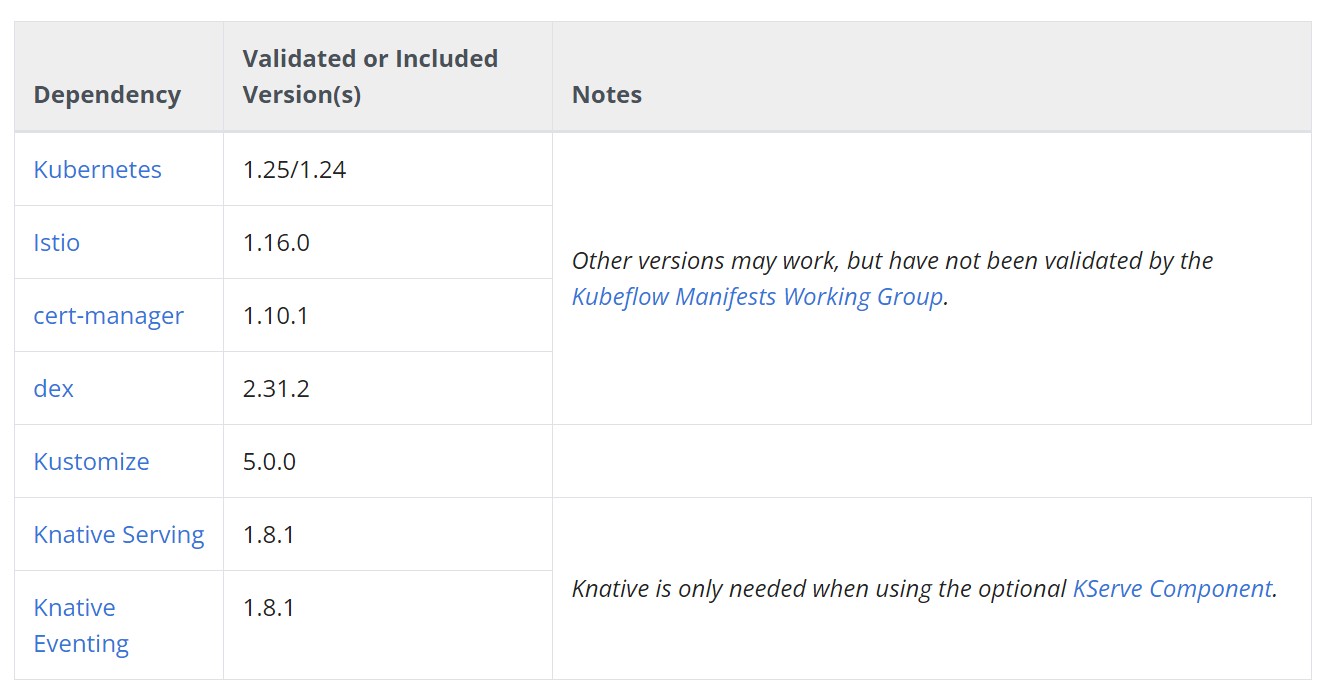 Dependency
Validated or Included
Version(s)
Notes
Kubernetes
1.25/1.24
Other versions may work, but have not been validated by the
Kubeflow Manifests Working Group.
Istio
1.16.0
cert-manager
1.10.1
dex
2.31.2
Kustomize
5.0.0
Knative Serving
1.8.1
Knative is only needed when using the optional KServe Component.
Knative
Eventing
1.8.1